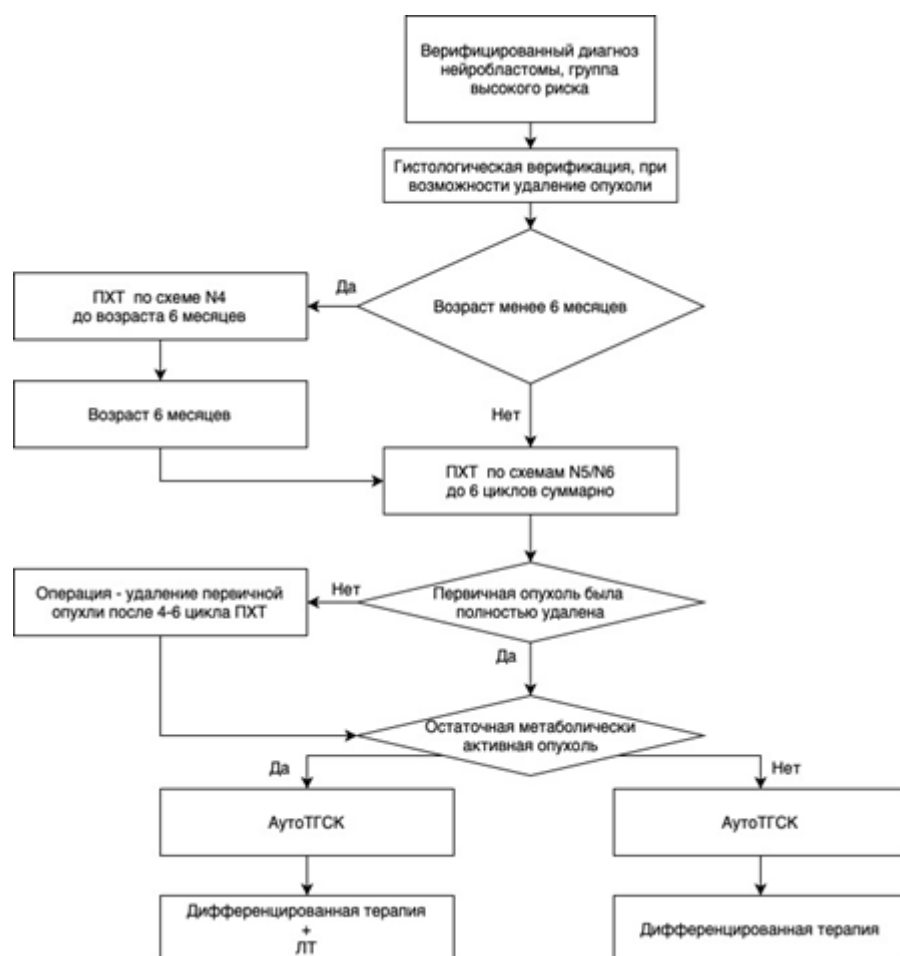 Верифицированный диагноз
нейробластомы, группа
высокого риска
Гистологическая верификация, при
возможности удаление опухоли
Да
ПХТ по схеме N4
до возраста 6 месяцев
Возраст менее 6 месяцев
Возраст 6 месяцев
Нет
ПХТ по схемам N5/N6
до 6 циклов суммарно
Операция - удаление первичной
опухли после 4-6 цикла ПХТ
Нет
Первичная опухоль была
полностью удалена
Да
Остаточная метаболически
активная опухоль
Да
Нет
АутоТГСК
АутоТГСК
Дифференцированная терапия
+
ЛТ
Дифференцированная терапия